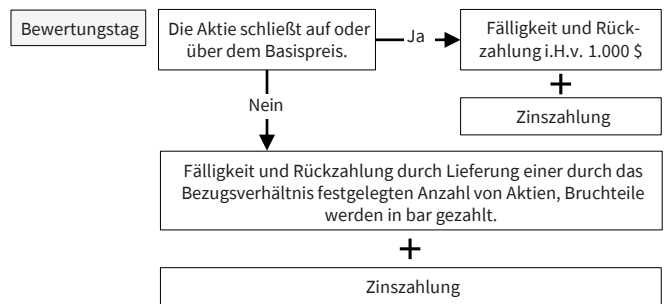 Bewertungstag
Die Aktie schließt auf oder
über dem Basispreis.
Ja
Fälligkeit und Rück-
zahlung i.H.v. 1.000 $
+
Zinszahlung
Nein
Fälligkeit und Rückzahlung durch Lieferung einer durch das
Bezugsverhältnis festgelegten Anzahl von Aktien, Bruchteile
werden in bar gezahlt.
+
Zinszahlung